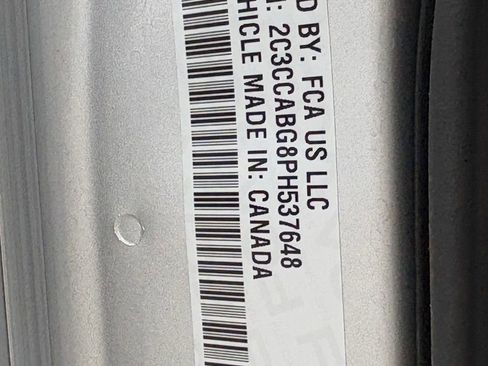 D BY: FCA US LLC
N: 2C3CCABG8PH537648
HICLE MADE IN: CANADA